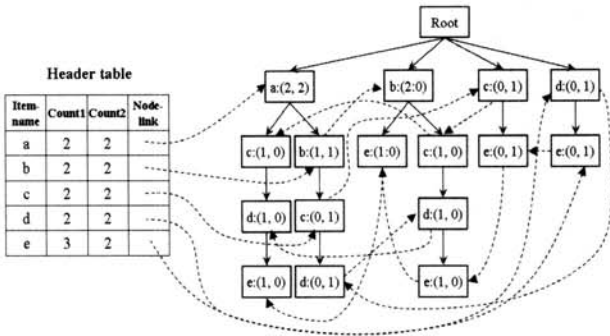 Root
Header table
a:(2, 2) b:(2:0) c:(0, 1) d:(0, 1)
Item-name Count1 Count2 Node-link
a 2 2
b 2 2
c 2 2
d 2 2
e 3 2
c:(1, 0) b:(1, 1) e:(1:0) c:(1, 0) e:(0, 1) e:(0, 1)
d:(1, 0) c:(0, 1) d:(1, 0)
e:(1, 0) d:(0, 1) e:(1, 0)